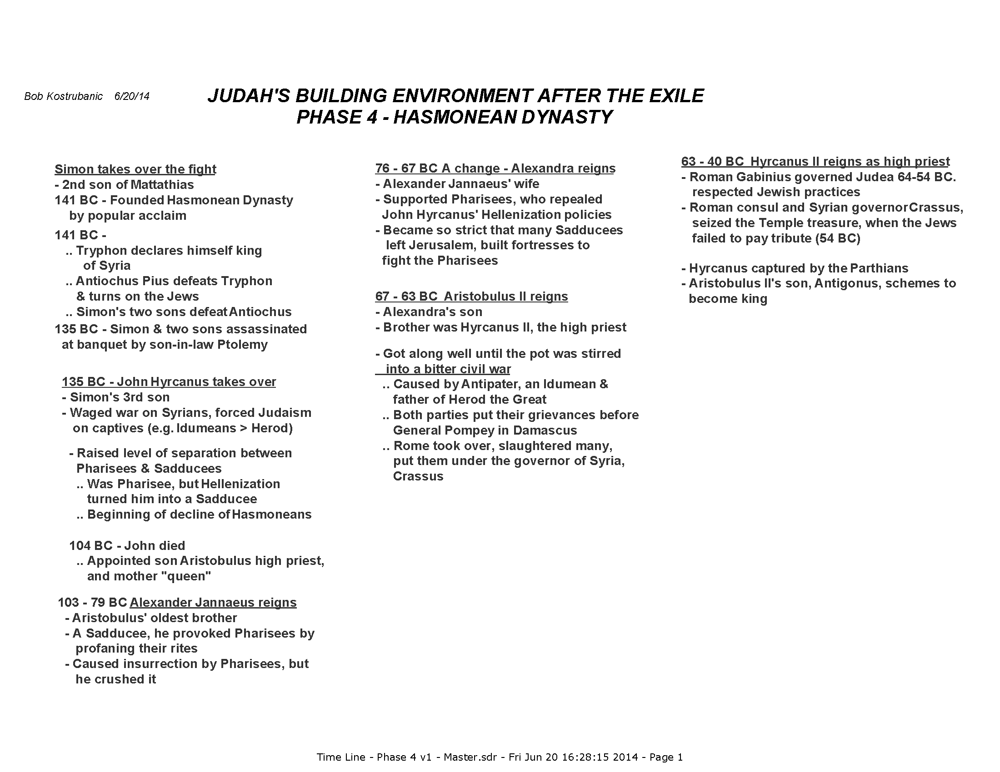 Bob Kostrubanic 6/20/14
JUDAH'S BUILDING ENVIRONMENT AFTER THE EXILE
PHASE 4 - HASMONEAN DYNASTY
Simon takes over the fight
- 2nd son of Mattathias
141 BC - Founded Hasmonean Dynasty
by popular acclaim
141 BC -
.. Tryphon declares himself king
of Syria
.. Antiochus Pius defeats Tryphon
& turns on the Jews
.. Simon's two sons defeat Antiochus
135 BC - Simon & two sons assassinated
at banquet by son-in-law Ptolemy
135 BC - John Hyrcanus takes over
- Simon's 3rd son
- Waged war on Syrians, forced Judaism
on captives (e.g. Idumeans > Herod)
- Raised level of separation between
Pharisees & Sadducees
.. Was Pharisee, but Hellenization
turned him into a Sadducee
.. Beginning of decline of Hasmoneans
104 BC - John died
.. Appointed son Aristobulus high priest,
and mother "queen"
103 - 79 BC Alexander Jannaeus reigns
- Aristobulus' oldest brother
- A Sadducee, he provoked Pharisees by
profaning their rites
- Caused insurrection by Pharisees, but
he crushed it
76 - 67 BC A change - Alexandra reigns
- Alexander Jannaeus' wife
- Supported Pharisees, who repealed
John Hyrcanus' Hellenization policies
- Became so strict that many Sadducees
left Jerusalem, built fortresses to
fight the Pharisees
67 - 63 BC Aristobulus II reigns
- Alexandra's son
- Brother was Hyrcanus II, the high priest
- Got along well until the pot was stirred
into a bitter civil war
.. Caused by Antipater, an Idumean &
father of Herod the Great
.. Both parties put their grievances before
General Pompey in Damascus
.. Rome took over, slaughtered many,
put them under the governor of Syria,
Crassus
63 - 40 BC Hyrcanus II reigns as high priest
- Roman Gabinius governed Judea 64-54 BC.
respected Jewish practices
- Roman consul and Syrian governor Crassus,
seized the Temple treasure, when the Jews
failed to pay tribute (54 BC)
- Hyrcanus captured by the Parthians
- Aristobulus II's son, Antigonus, schemes to
become king
Time Line - Phase 4 v1 - Master.sdr - Fri Jun 20 16:28:15 2014 - Page 1